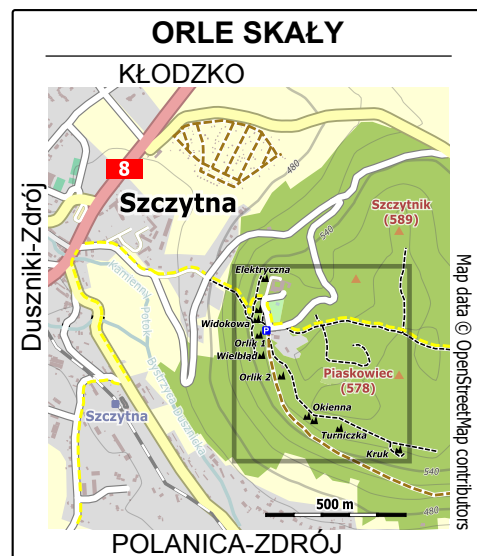 ORLE SKAŁY
KŁODZKO
480
8
Szczytna
Szczytnik
(589)
540
Duszniki-Zdrój
Kamienny Potok
Elektryczna
Widokowa
P
Orlik 1
Wielbłąd
Bystrzyca Dusznicka
Piaskowiec
(578)
Orlik 2
Okienna
Szczytna
Turniczka
Kruk
540
500 m
480
Map data © OpenStreetMap contributors
POLANICA-ZDRÓJ